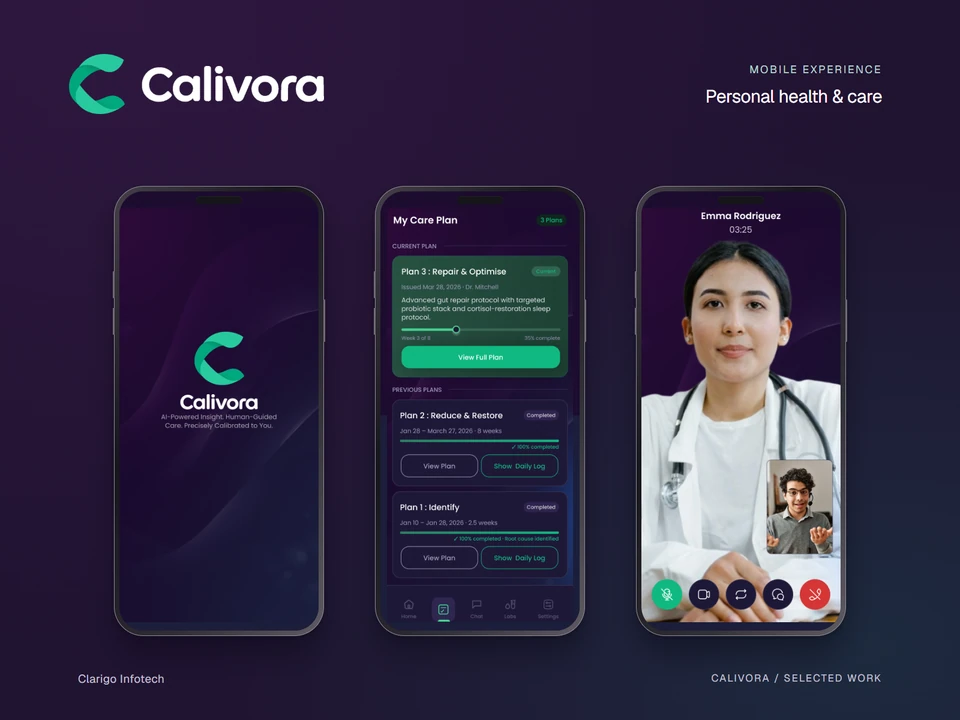 Calivora
MOBILE EXPERIENCE
Personal health & care
Calivora
AI-Powered Insight. Human-Guided
Care. Precisely Calibrated to You.
My Care Plan
3 Plans
CURRENT PLAN
Plan 3 : Repair & Optimise
Current
Issued Mar 28, 2026 · Dr. Mitchell
Advanced gut repair protocol with targeted
probiotic stack and cortisol-restoration sleep
protocol.
View Full Plan
PREVIOUS PLANS
Plan 2 : Reduce & Restore
Completed
Jan 28 – March 27, 2026 · 8 weeks
✓ 100% completed
View Plan
Show Daily Log
Plan 1 : Identify
Completed
Jan 10 – Jan 28, 2026 · 2.5 weeks
✓ 100% completed · Root cause identified
View Plan
Show Daily Log
Home
Chat
Labs
Settings
Emma Rodriguez
03:25
Clarigo Infotech
CALIVORA / SELECTED WORK